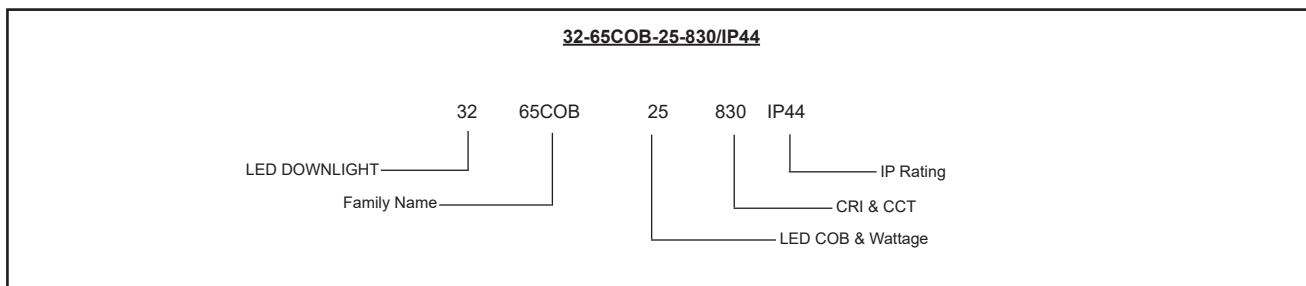 32-65COB-25-830/IP44
32 65COB 25 830 IP44
LED DOWNLIGHT
IP Rating
Family Name
CRI & CCT
LED COB & Wattage